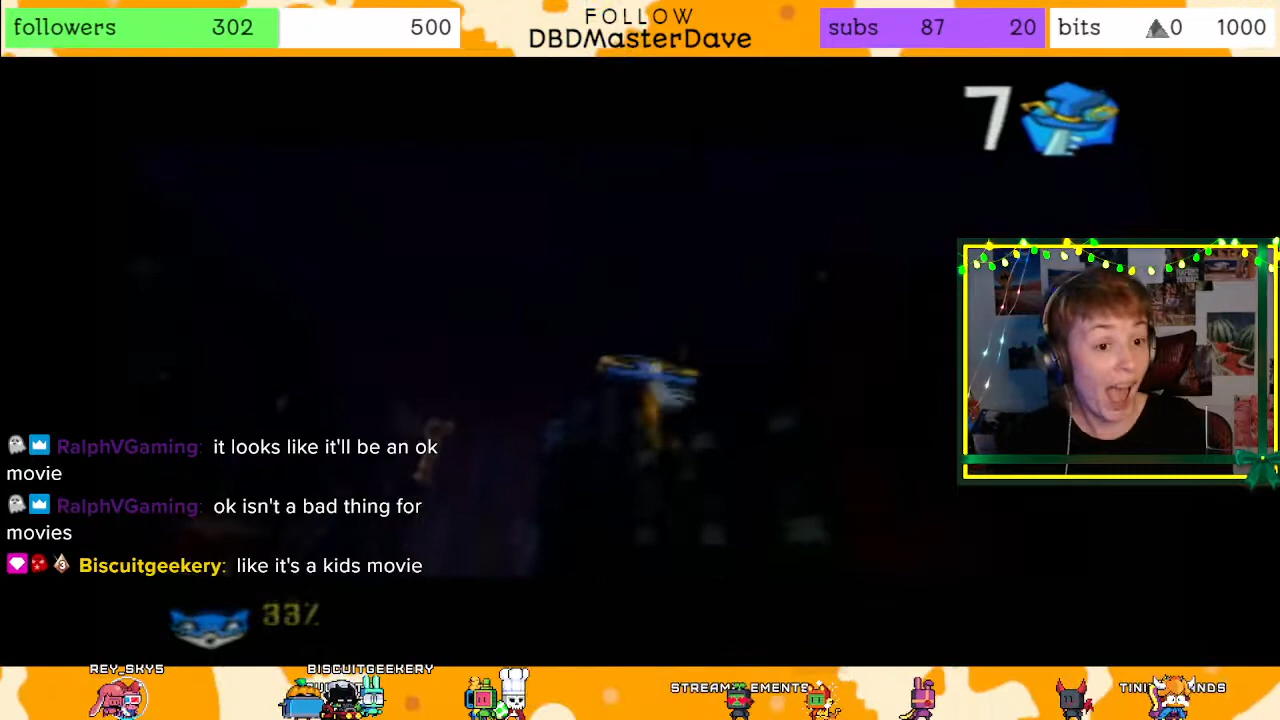 followers 302 500
FOLLOW
DBDMasterDave
subs 87 20
bits 0 1000
7
RalphVGaming: it looks like it'll be an ok
movie
RalphVGaming: ok isn't a bad thing for
movies
Biscuitgeekery: like it's a kids movie
33%
REY_SKY5
BISCUITGEEKERY